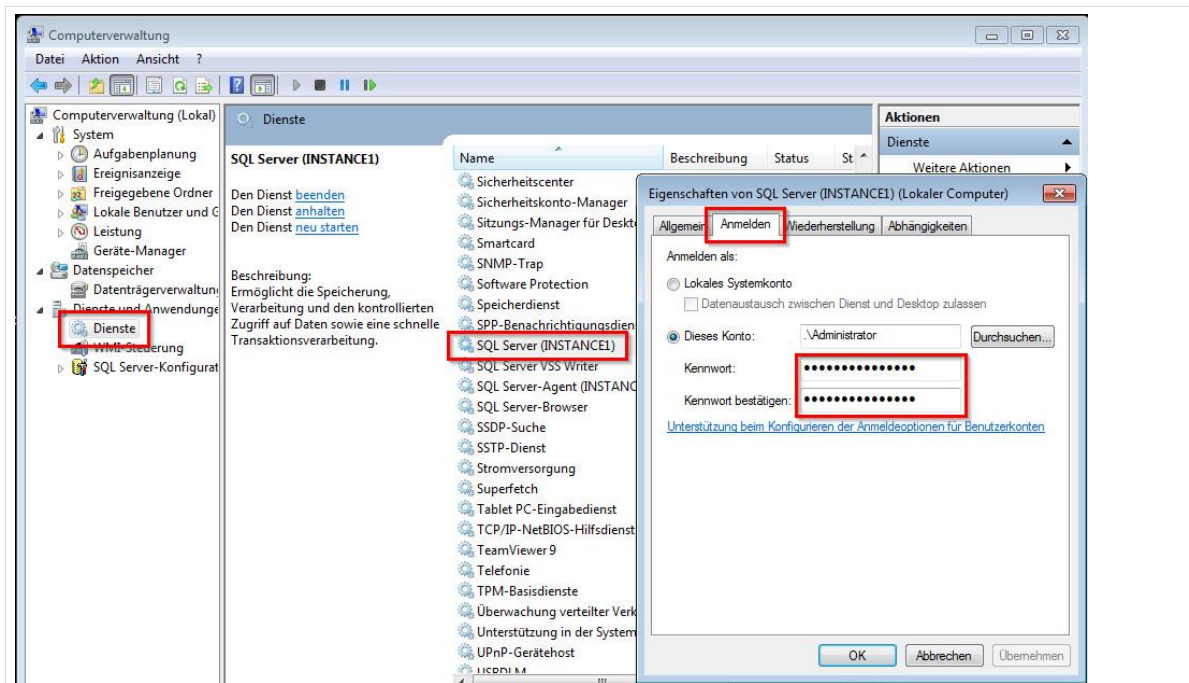 Computerverwaltung
Datei Aktion Ansicht ?
Computerverwaltung (Lokal)
System
Aufgabenplanung
Ereignisanzeige
Freigegebene Ordner
Lokale Benutzer und G
Leistung
Geräte-Manager
Datenspeicher
Datenträgerverwaltun
Dienste und Anwendunge
Dienste
WMI-Steuerung
SQL Server-Konfigurat
Dienste
SQL Server (INSTANCE1)
Den Dienst beenden
Den Dienst anhalten
Den Dienst neu starten
Beschreibung:
Ermöglicht die Speicherung,
Verarbeitung und den kontrollierten
Zugriff auf Daten sowie eine schnelle
Transaktionsverarbeitung.
Name Beschreibung Status St
Sicherheitscenter
Sicherheitskonto-Manager
Sitzungs-Manager für Deskt
Smartcard
SNMP-Trap
Software Protection
Speicherdienst
SPP-Benachrichtigungsdien
SQL Server (INSTANCE1)
SQL Server VSS Writer
SQL Server-Agent (INSTANC
SQL Server-Browser
SSDP-Suche
SSTP-Dienst
Stromversorgung
Superfetch
Tablet PC-Eingabedienst
TCP/IP-NetBIOS-Hilfsdienst
TeamViewer 9
Telefonie
TPM-Basisdienste
Überwachung verteilter Verk
Unterstützung in der System
UPnP-Gerätehost
Aktionen
Dienste
Weitere Aktionen
Eigenschaften von SQL Server (INSTANCE1) (Lokaler Computer)
Allgemein Anmelden Wiederherstellung Abhängigkeiten
Anmelden als:
Lokales Systemkonto
Datenaustausch zwischen Dienst und Desktop zulassen
Dieses Konto: .\Administrator Durchsuchen...
Kennwort: •••••••••••••••
Kennwort bestätigen: •••••••••••••••
Unterstützung beim Konfigurieren der Anmeldeoptionen für Benutzerkonten
OK Abbrechen Übernehmen